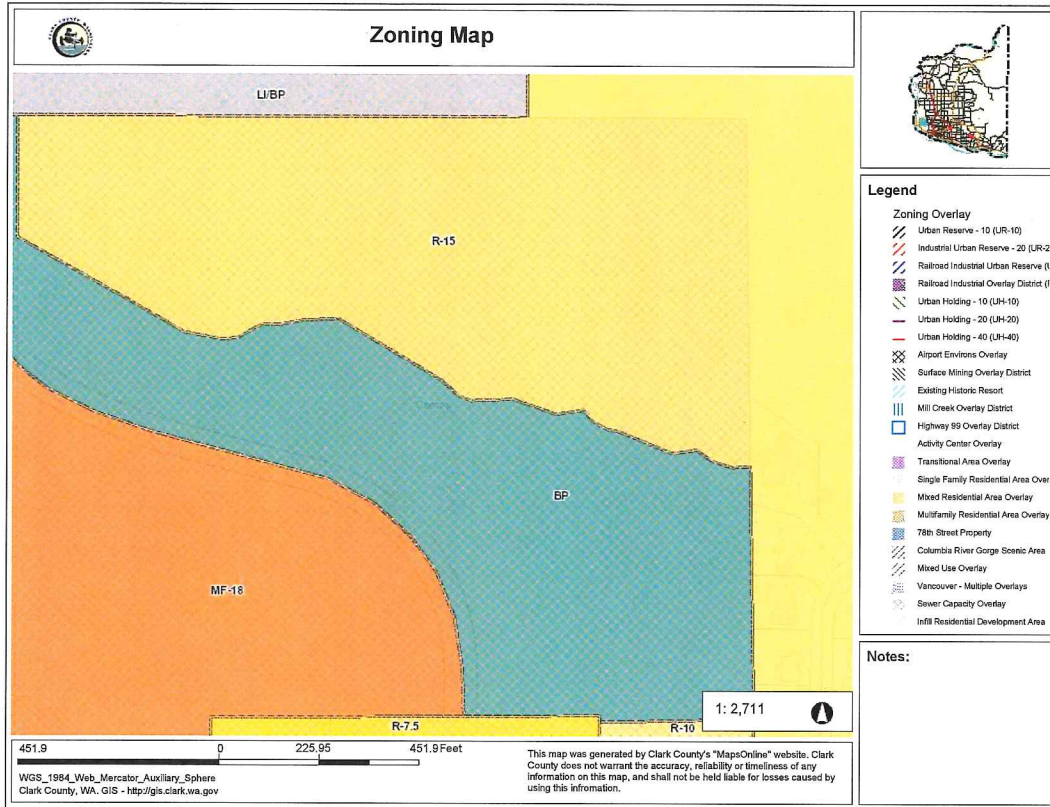 Zoning Map
LI/BP
R-15
BP
MF-18
R-7.5
R-10
1: 2,711
451.9 0 225.95 451.9 Feet
WGS_1984_Web_Mercator_Auxiliary_Sphere
Clark County, WA. GIS - http://gis.clark.wa.gov
This map was generated by Clark County's "MapsOnline" website. Clark
County does not warrant the accuracy, reliability or timeliness of any
information on this map, and shall not be held liable for losses caused by
using this infromation.
Legend
Zoning Overlay
Urban Reserve - 10 (UR-10)
Industrial Urban Reserve - 20 (UR-2
Railroad Industrial Urban Reserve (U
Railroad Industrial Overlay District (
Urban Holding - 10 (UH-10)
Urban Holding - 20 (UH-20)
Urban Holding - 40 (UH-40)
Airport Environs Overlay
Surface Mining Overlay District
Existing Historic Resort
Mill Creek Overlay District
Highway 99 Overlay District
Activity Center Overlay
Transitional Area Overlay
Single Family Residential Area Over
Mixed Residential Area Overlay
Multifamily Residential Area Overlay
78th Street Property
Columbia River Gorge Scenic Area
Mixed Use Overlay
Vancouver - Multiple Overlays
Sewer Capacity Overlay
Infill Residential Development Area
Notes: